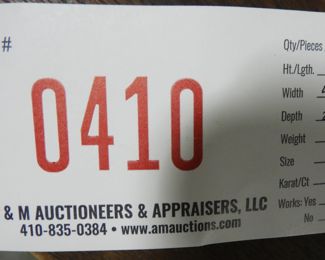 #
0410
& M AUCTIONEERS & APPRAISERS, LLC
410-835-0384 • www.amauctions.com
Qty/Pieces
Ht./Lgth.
Width
Depth
Weight
Size
Karat/Ct
Works: Yes
No